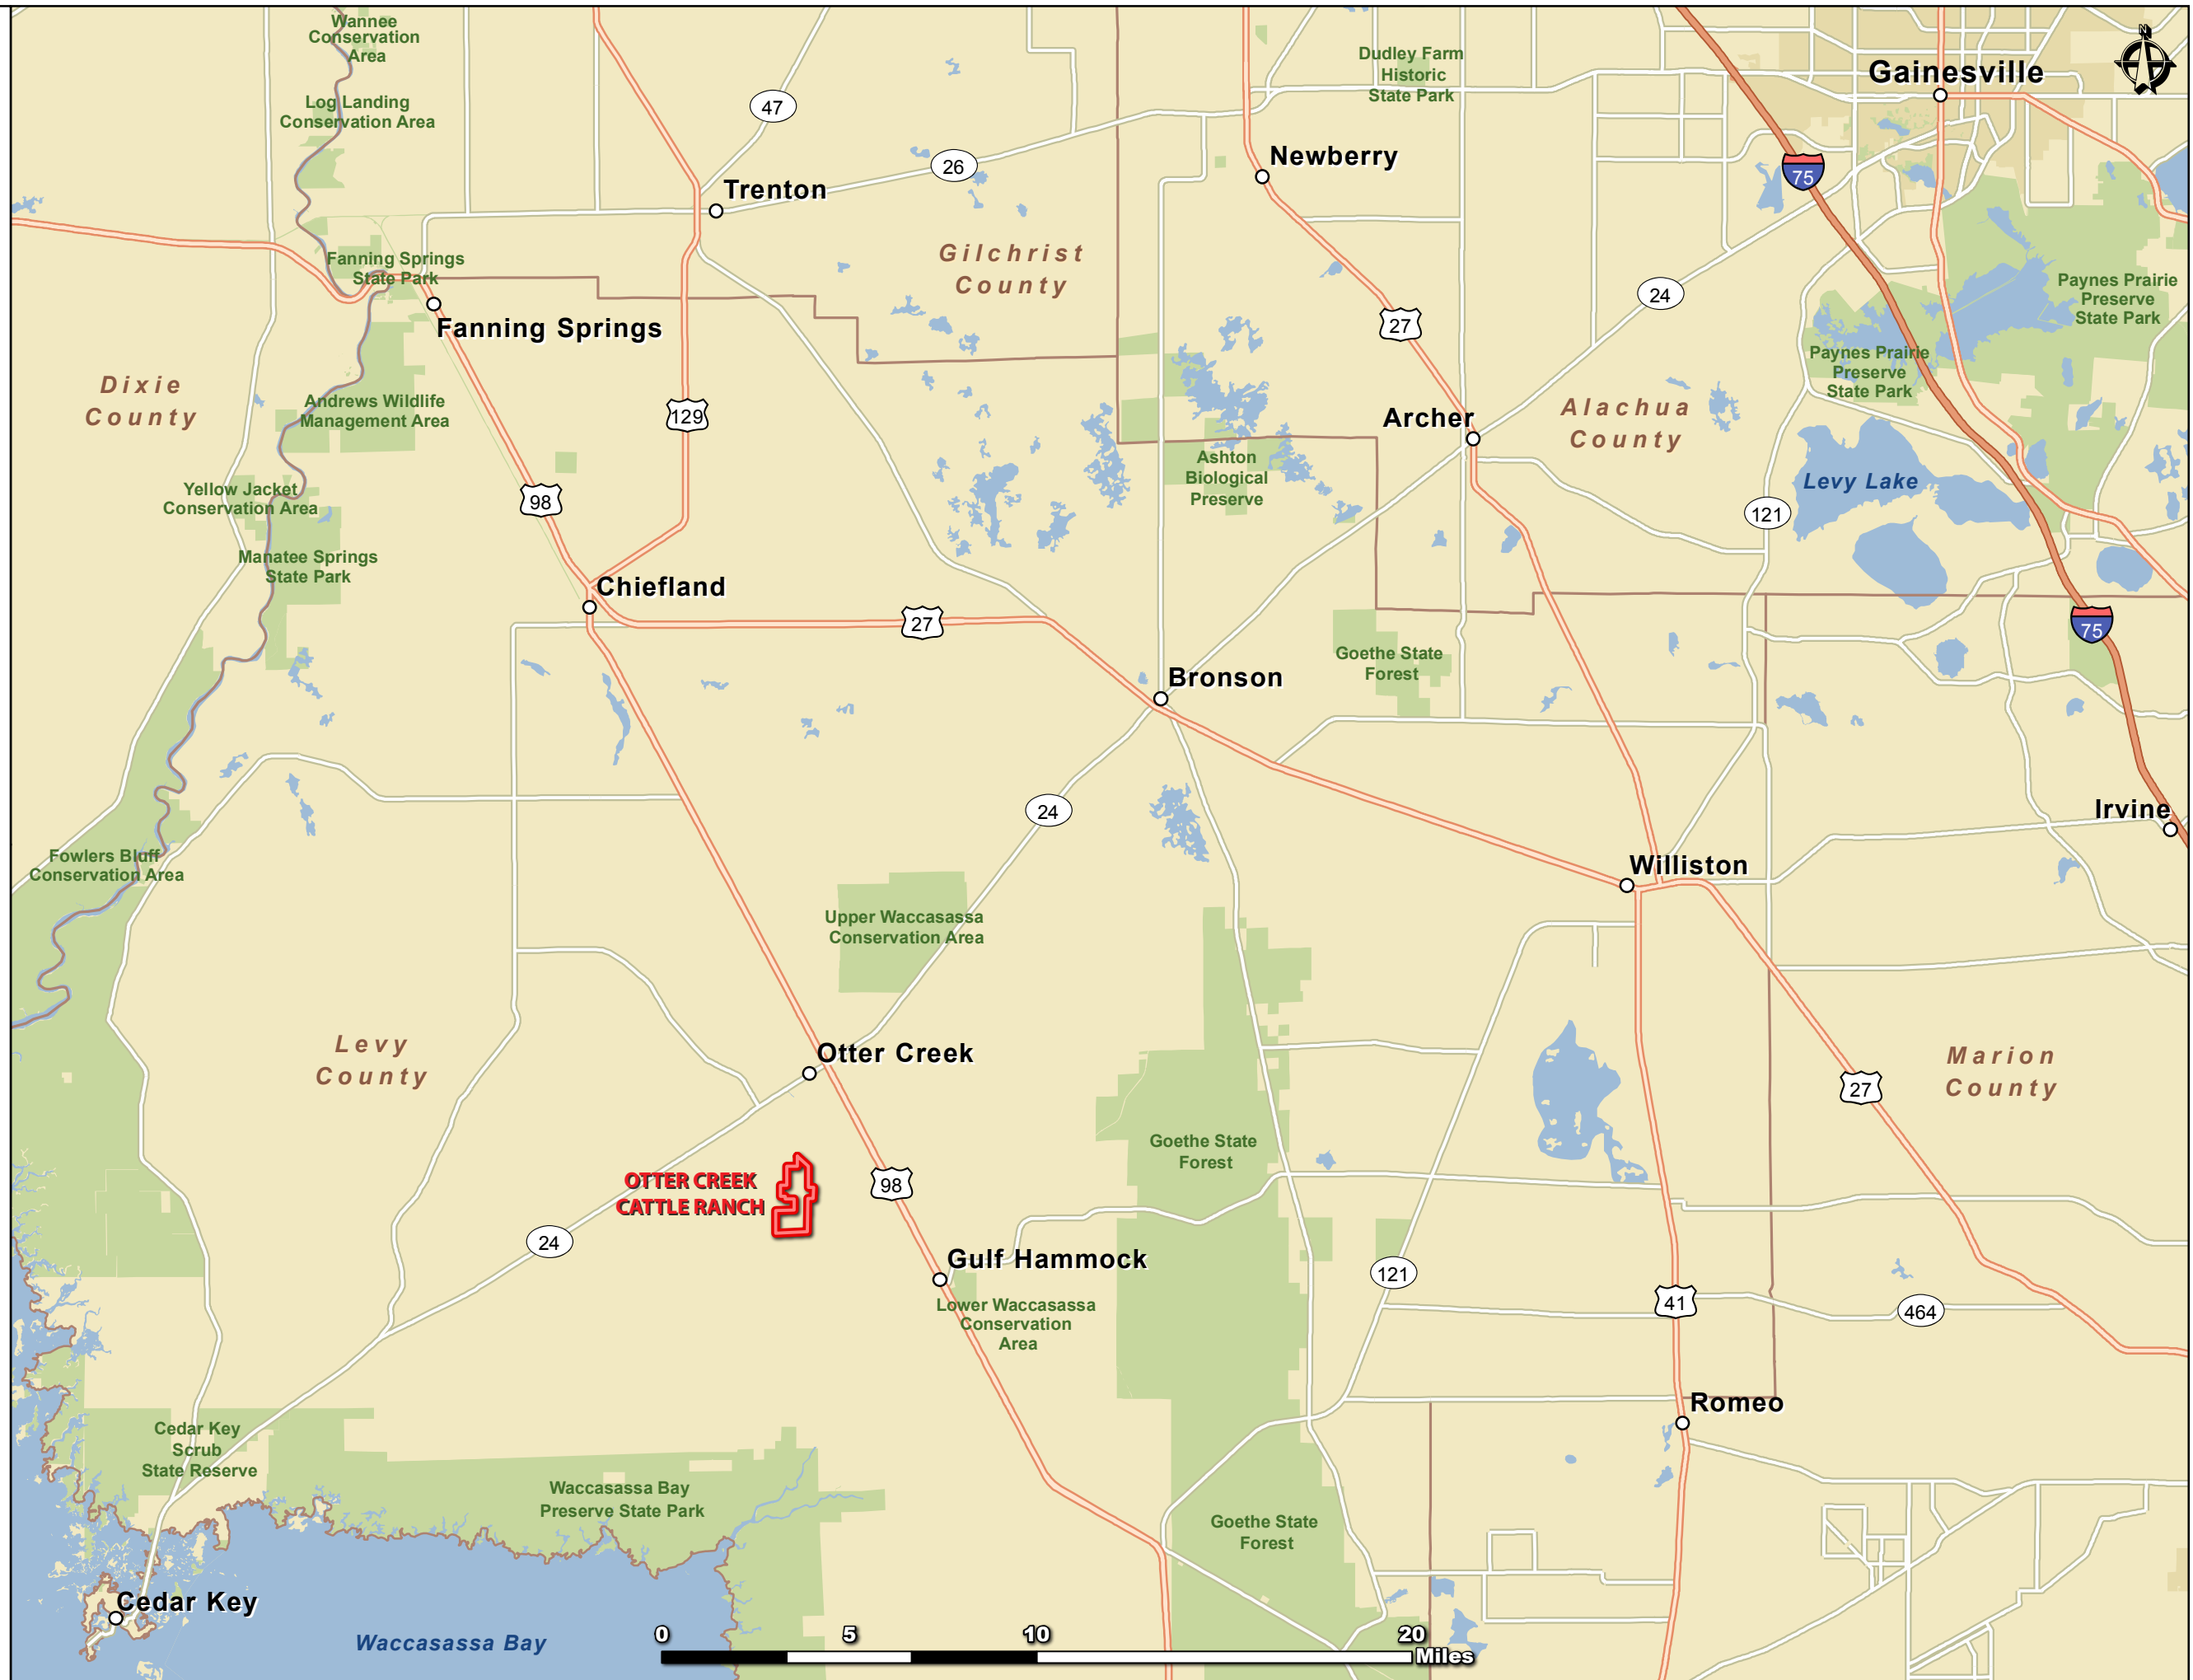 Wannee
Conservation
Area
Log Landing
Conservation Area
47
26
Trenton
Dudley Farm
Historic
State Park
Newberry
Gainesville
N
75
Gilchrist
County
Fanning Springs
State Park
Fanning Springs
24
27
Paynes Prairie
Preserve
State Park
Paynes Prairie
Preserve
State Park
Dixie
County
Andrews Wildlife
Management Area
129
Archer
Alachua
County
Ashton
Biological
Preserve
Levy Lake
Yellow Jacket
Conservation Area
98
121
Manatee Springs
State Park
Chiefland
27
75
Goethe State
Forest
Bronson
24
Irvine
Fowlers Bluff
Conservation Area
Williston
Upper Waccasassa
Conservation Area
Levy
County
Otter Creek
Marion
County
27
Goethe State
Forest
OTTER CREEK
CATTLE RANCH
98
24
Gulf Hammock
121
Lower Waccasassa
Conservation
Area
41
464
Romeo
Cedar Key
Scrub
State Reserve
Waccasassa Bay
Preserve State Park
Goethe State
Forest
Cedar Key
Waccasassa Bay
0 5 10 20
Miles